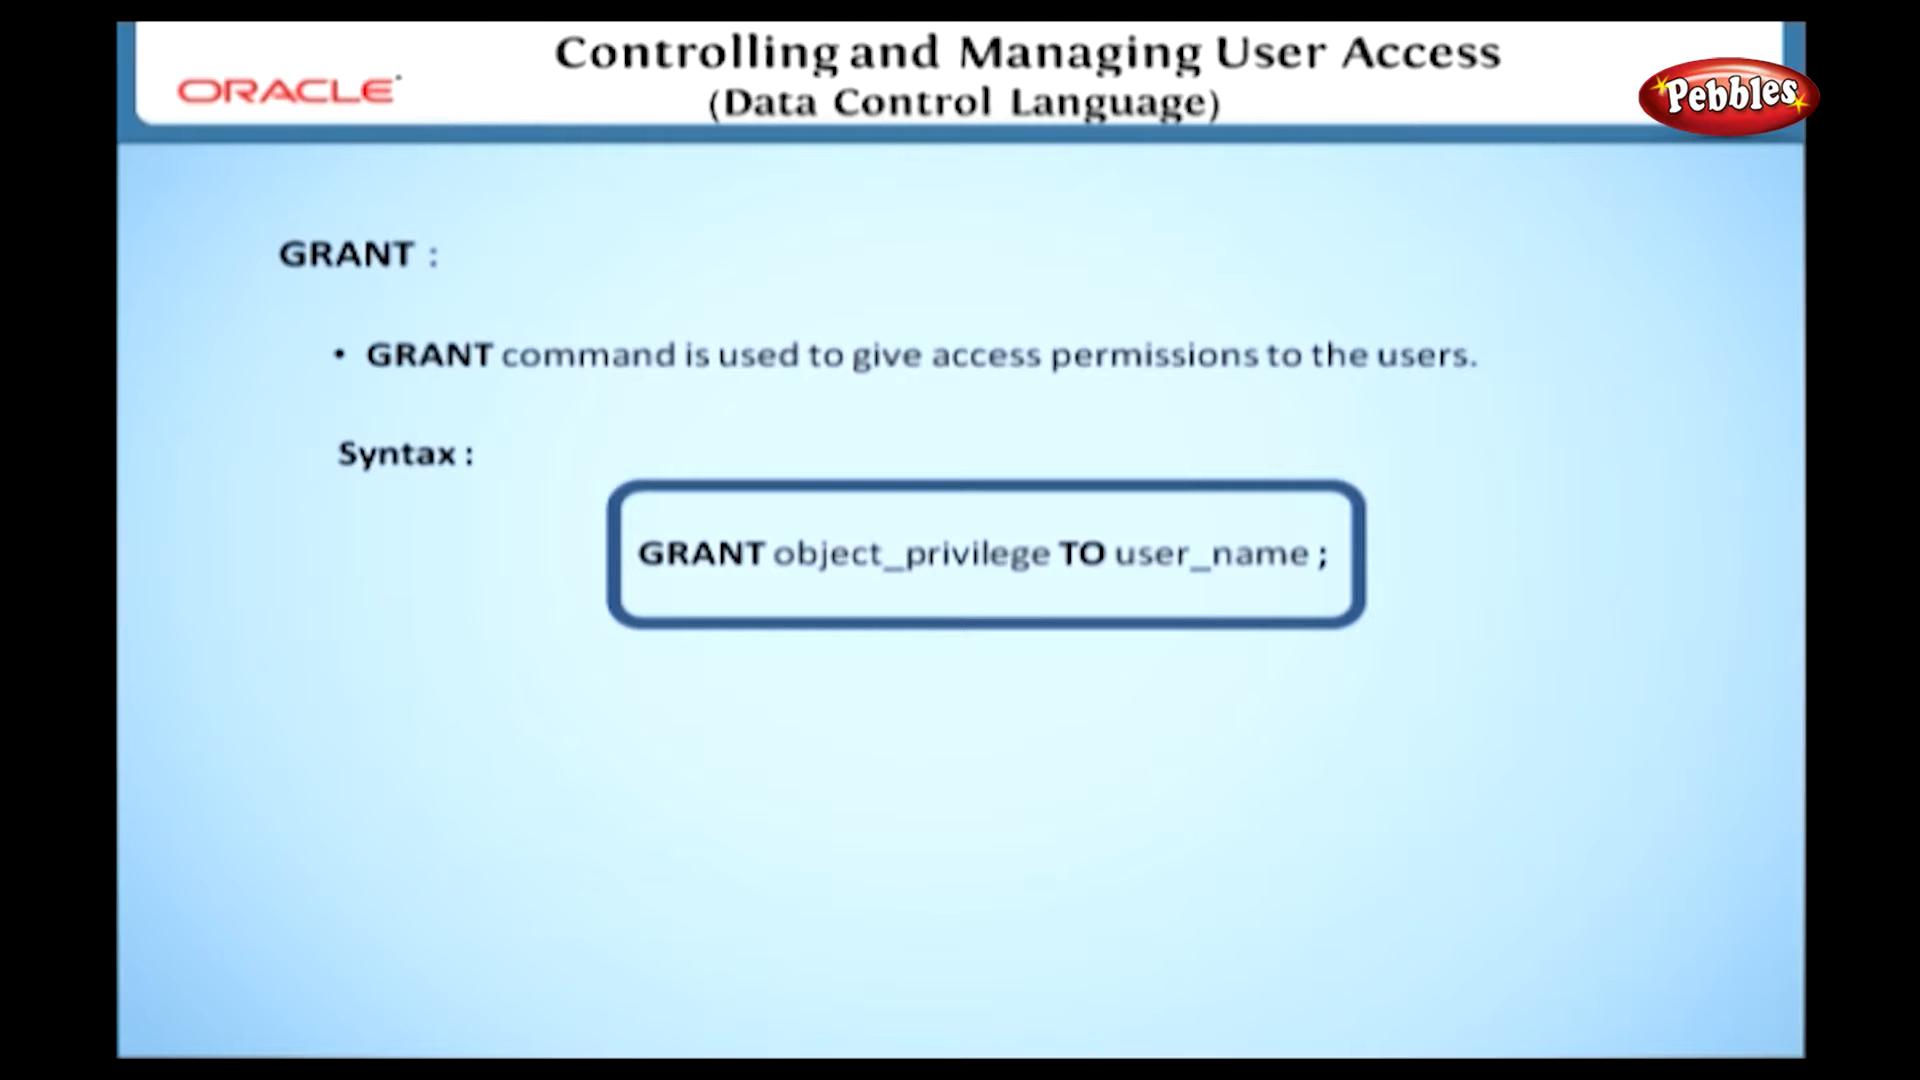 Controlling and Managing User Access
(Data Control Language)
ORACLE
Pebbles
GRANT :
• GRANT command is used to give access permissions to the users.
Syntax :
GRANT object_privilege TO user_name ;